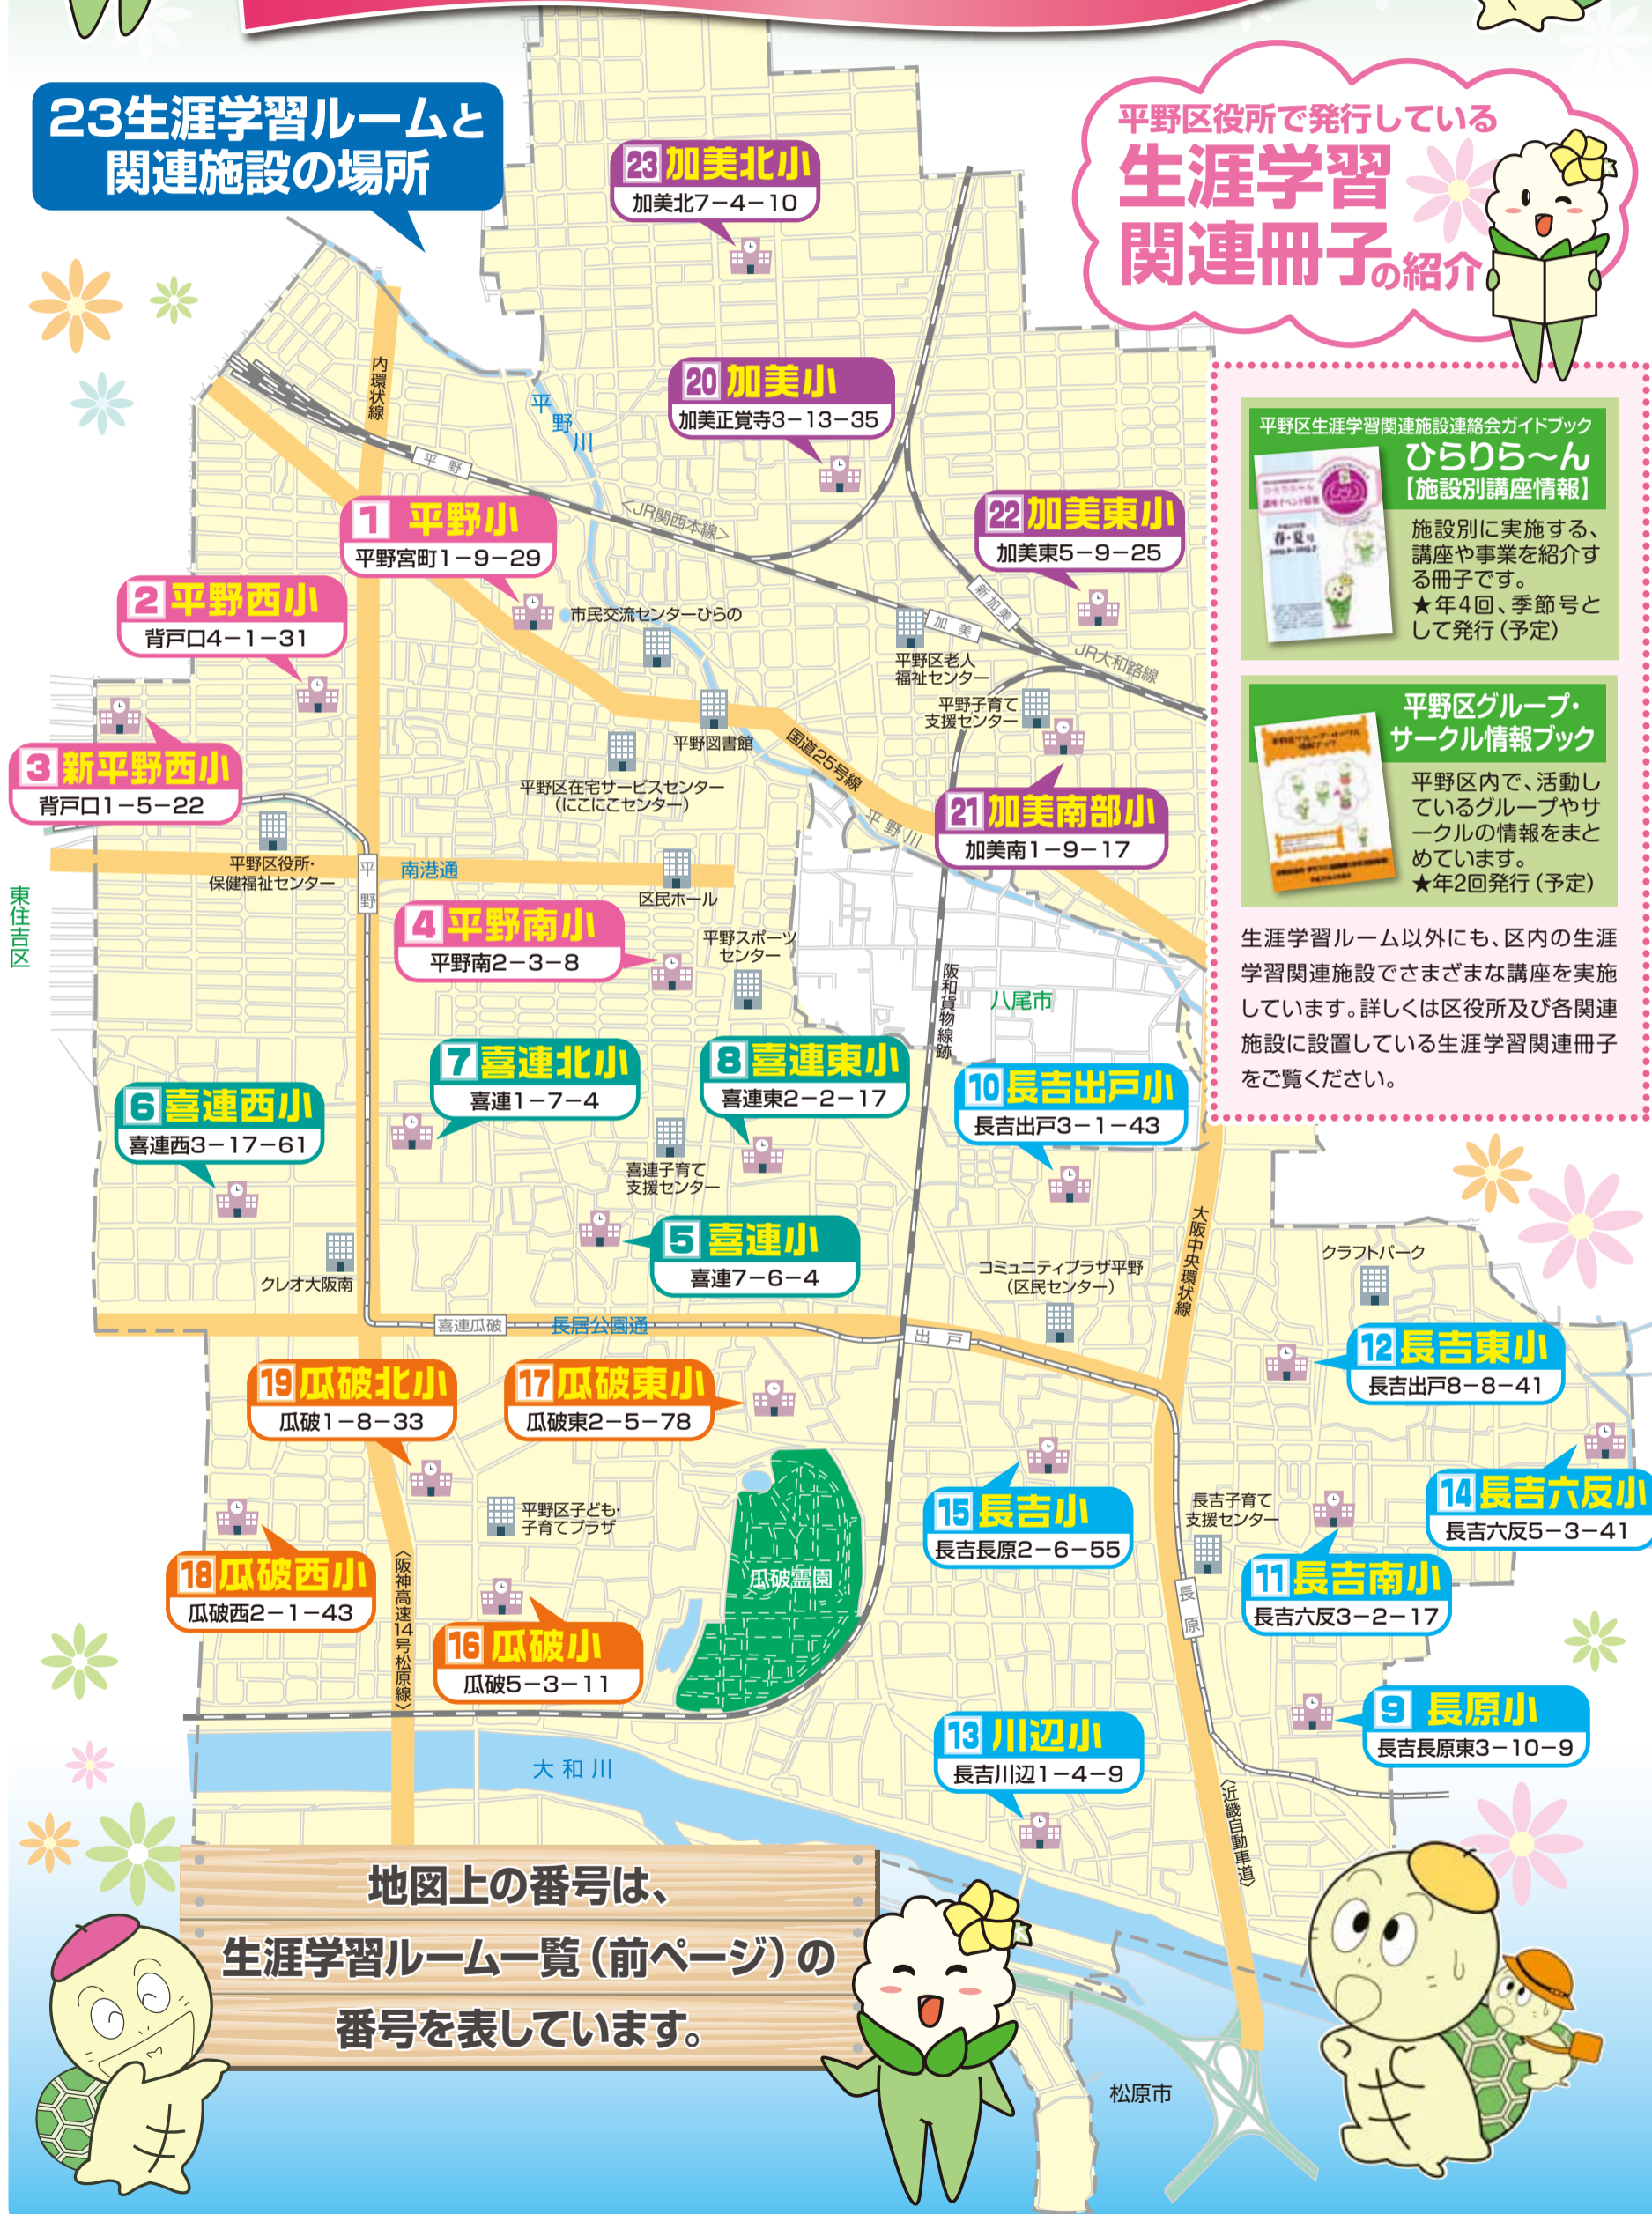 23生涯学習ルームと
関連施設の場所
平野区役所で発行している
生涯学習
関連冊子の紹介
23 加美北小
加美北7−4−10
20 加美小
加美正覚寺3−13−35
内環状線
平野川
平野
<JR関西本線>
1 平野小
平野宮町1−9−29
22 加美東小
加美東5−9−25
2 平野西小
背戸口4−1−31
市民交流センターひらの
新加美
加美
JR大和路線
平野区老人
福祉センター
平野子育て
支援センター
3 新平野西小
背戸口1−5−22
平野図書館
国道25号線
平野区在宅サービスセンター
(にこにこセンター)
平野川
21 加美南部小
加美南1−9−17
平野区役所・
保健福祉センター
平野
南港通
区民ホール
東住吉区
4 平野南小
平野南2−3−8
平野スポーツ
センター
阪和貨物線跡
八尾市
7 喜連北小
喜連1−7−4
8 喜連東小
喜連東2−2−17
10 長吉出戸小
長吉出戸3−1−43
6 喜連西小
喜連西3−17−61
喜連子育て
支援センター
5 喜連小
喜連7−6−4
大阪中央環状線
クレオ大阪南
コミュニティプラザ平野
(区民センター)
クラフトパーク
喜連瓜破
長居公園通
出戸
12 長吉東小
長吉出戸8−8−41
19 瓜破北小
瓜破1−8−33
17 瓜破東小
瓜破東2−5−78
平野区子ども・
子育てプラザ
15 長吉小
長吉長原2−6−55
長吉子育て
支援センター
14 長吉六反小
長吉六反5−3−41
18 瓜破西小
瓜破西2−1−43
瓜破霊園
11 長吉南小
長吉六反3−2−17
〈阪神高速14号松原線〉
16 瓜破小
瓜破5−3−11
長原
9 長原小
長吉長原東3−10−9
13 川辺小
長吉川辺1−4−9
大和川
〈近畿自動車道〉
松原市
地図上の番号は、
生涯学習ルーム一覧(前ページ)の
番号を表しています。
平野区生涯学習関連施設連絡会ガイドブック
ひらりら〜ん
【施設別講座情報】
春・夏号
施設別に実施する、
講座や事業を紹介す
る冊子です。
★年4回、季節号と
して発行(予定)
平野区グループ・
サークル情報ブック
平野区内で、活動し
ているグループやサ
ークルの情報をまと
めています。
★年2回発行(予定)
生涯学習ルーム以外にも、区内の生涯
学習関連施設でさまざまな講座を実施
しています。詳しくは区役所及び各関連
施設に設置している生涯学習関連冊子
をご覧ください。